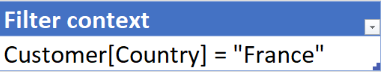 Filter context
Customer[Country] = "France"